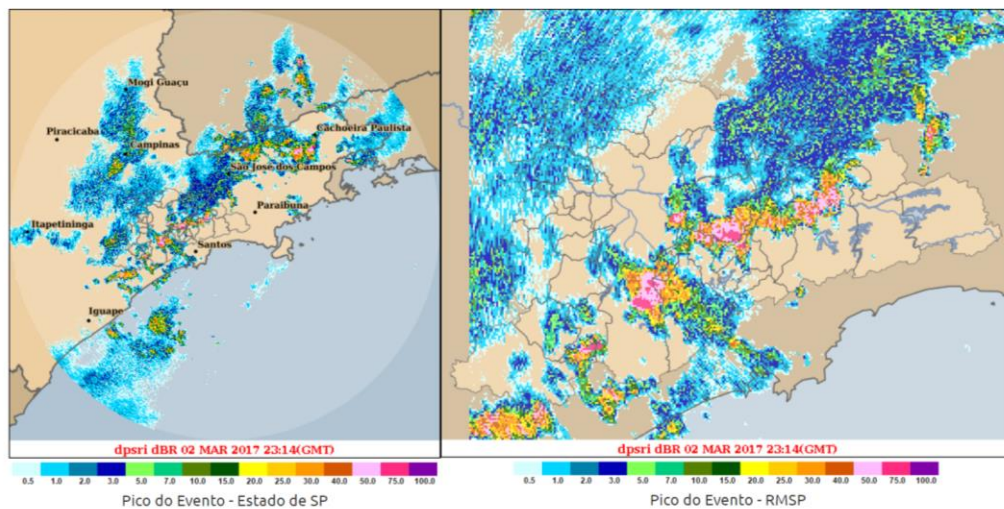 Mogi Guaçu
Piracicaba
Campinas
Cachoeira Paulista
São José dos Campos
Itapetininga
Paraibuna
Santos
Iguape
dpsri dBR 02 MAR 2017 23:14(GMT)
0.5 1.0 2.0 3.0 5.0 7.0 10.0 15.0 20.0 25.0 30.0 40.0 50.0 75.0 100.0
Pico do Evento - Estado de SP
dpsri dBR 02 MAR 2017 23:14(GMT)
0.5 1.0 2.0 3.0 5.0 7.0 10.0 15.0 20.0 25.0 30.0 40.0 50.0 75.0 100.0
Pico do Evento - RMSP